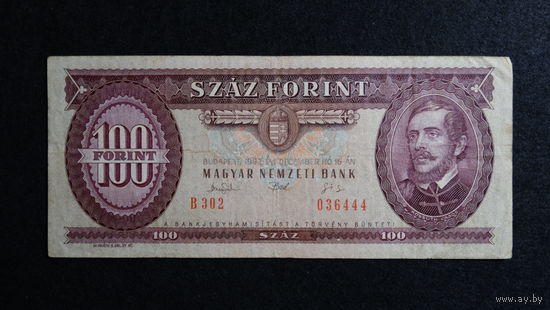 SZÁZ FORINT
100
FORINT
BUDAPEST, 1993. ÉVI DECEMBER HÓ 16-ÁN
MAGYAR NEMZETI BANK
B 302 036444
A BANKJEGYHAMISÍTÁST A TÖRVÉNY BÜNTETI
100 SZÁZ 100
www.ay.by